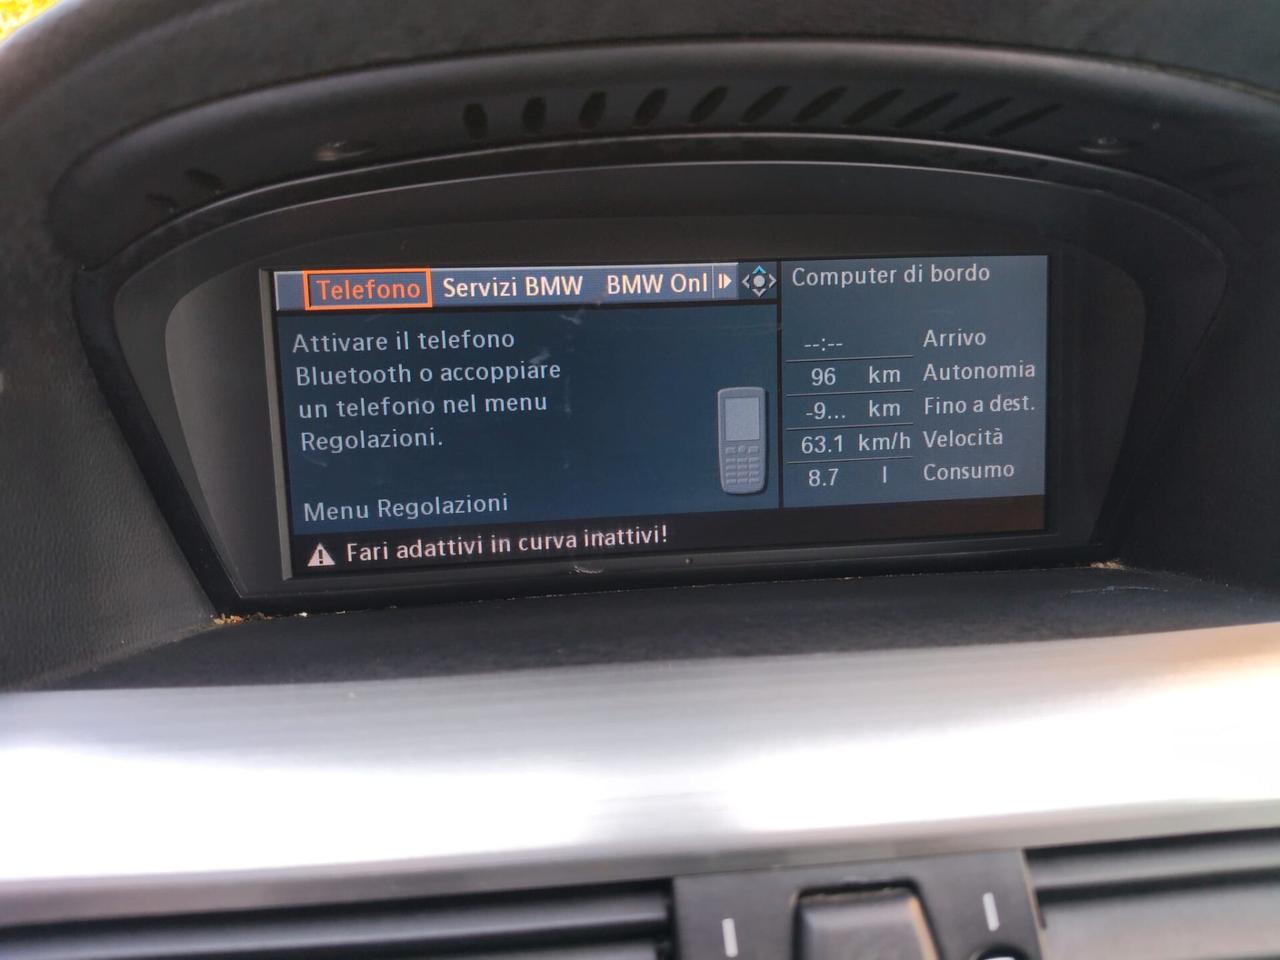 Telefono Servizi BMW BMW Onl
Attivare il telefono
Bluetooth o accoppiare
un telefono nel menu
Regolazioni.
Menu Regolazioni
Fari adattivi in curva inattivi!
Computer di bordo
--:-- Arrivo
96 km Autonomia
-9... km Fino a dest.
63.1 km/h Velocità
8.7 l Consumo